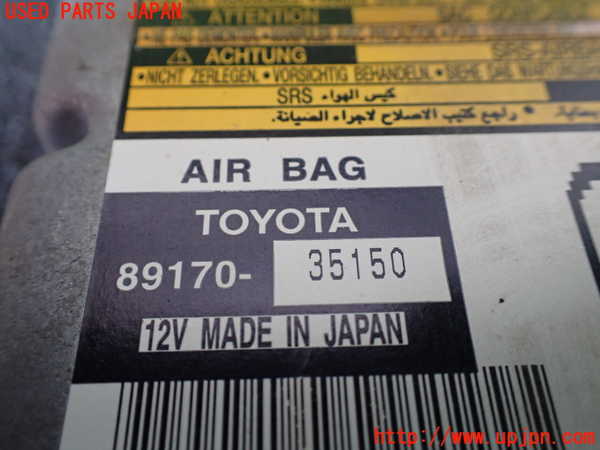 USED PARTS JAPAN
ATTENTION
ACHTUNG
•NICHT ZERLEGEN. •VORSICHTIG BEHANDELN. •SIEHE
SRS كيس الهواء
• راجع كتيب الاصلاح لاجراء الصيانة.
AIR BAG
TOYOTA
89170- 35150
12V MADE IN JAPAN
http://www.upjpn.com/